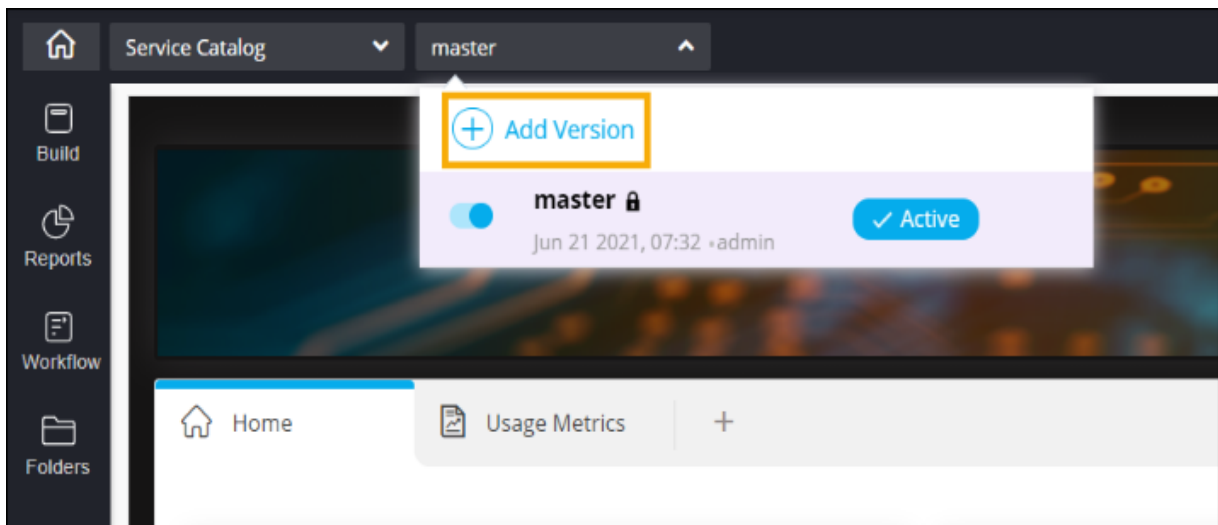 Service Catalog
master
Build
Add Version
master
Jun 21 2021, 07:32 •admin
Active
Reports
Workflow
Home
Usage Metrics
Folders